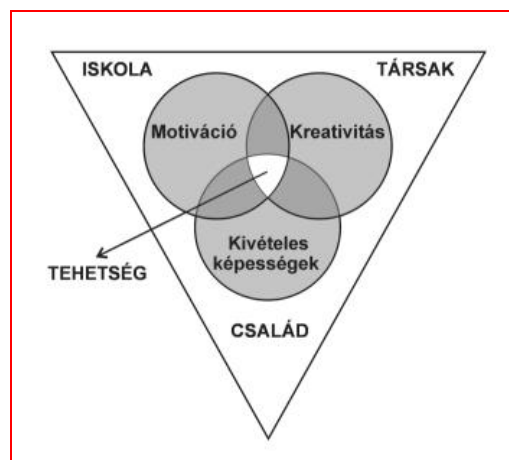 ISKOLA
TÁRSAK
Motiváció
Kreativitás
Kivételes
képességek
TEHETSÉG
CSALÁD